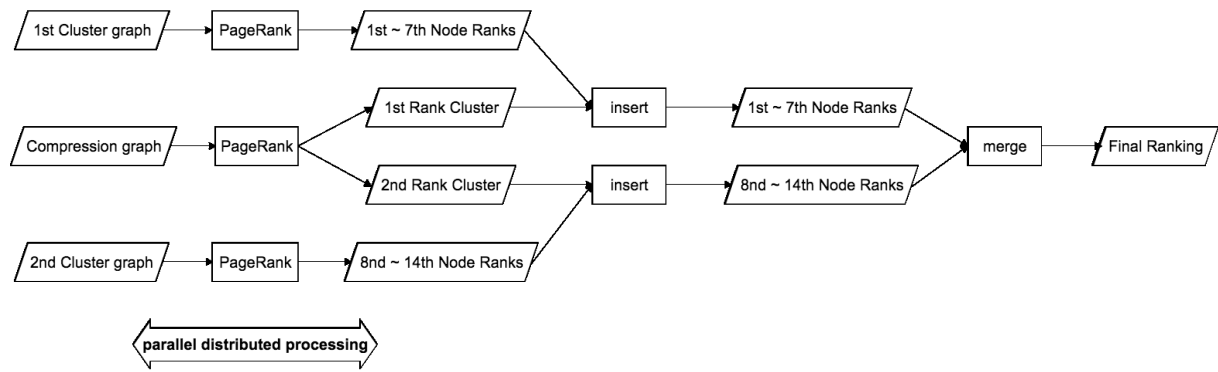 1st Cluster graph
PageRank
1st ~ 7th Node Ranks
1st Rank Cluster
insert
1st ~ 7th Node Ranks
Compression graph
PageRank
merge
Final Ranking
2nd Rank Cluster
insert
8nd ~ 14th Node Ranks
2nd Cluster graph
PageRank
8nd ~ 14th Node Ranks
parallel distributed processing